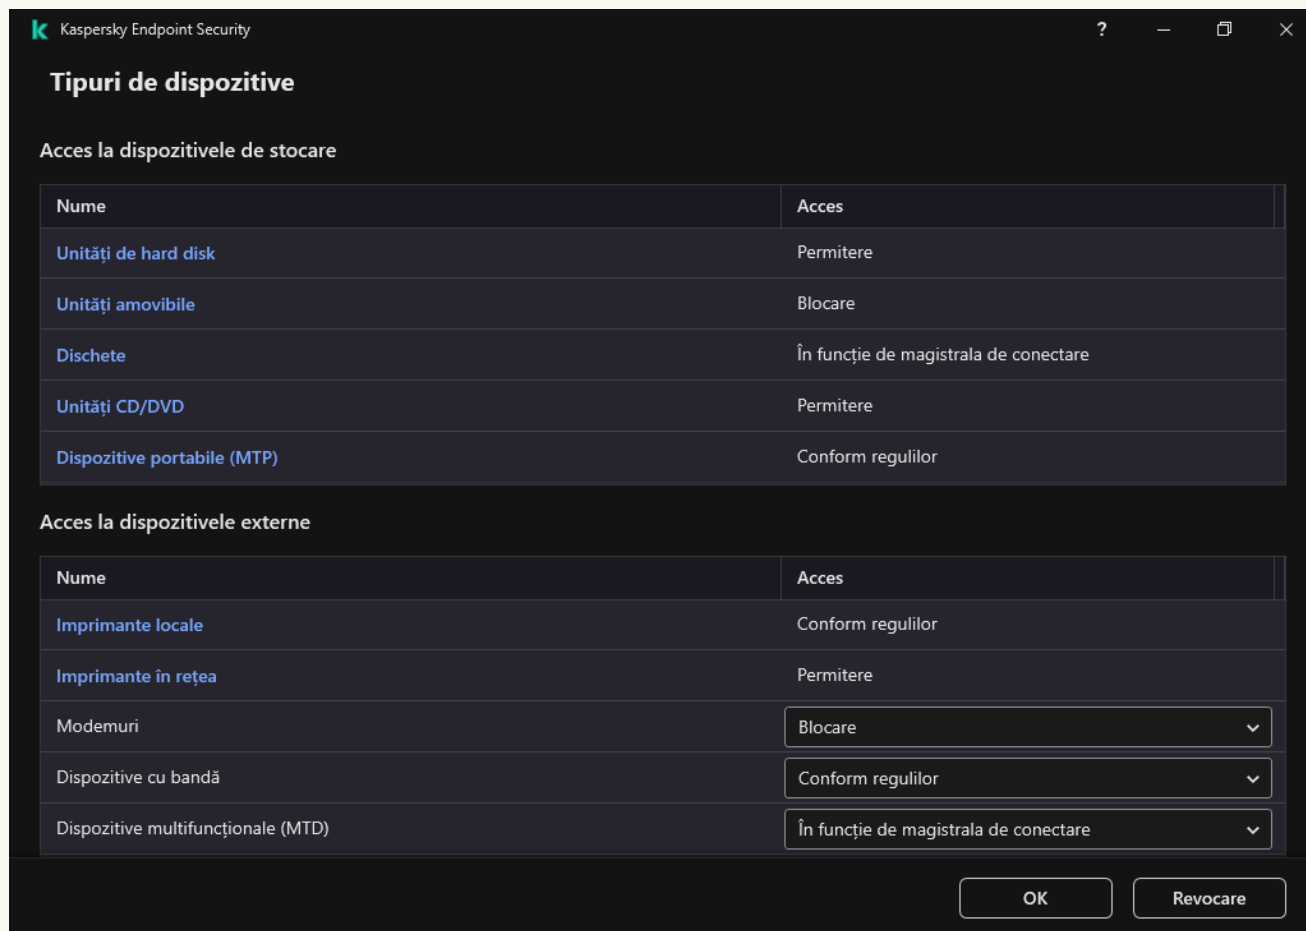 Kaspersky Endpoint Security ?
Tipuri de dispozitive
Acces la dispozitivele de stocare
Nume Acces
Unități de hard disk Permitere
Unități amovibile Blocare
Dischete În funcție de magistrala de conectare
Unități CD/DVD Permitere
Dispozitive portabile (MTP) Conform regulilor
Acces la dispozitivele externe
Nume Acces
Imprimante locale Conform regulilor
Imprimante în rețea Permitere
Modemuri Blocare
Dispozitive cu bandă Conform regulilor
Dispozitive multifuncționale (MTD) În funcție de magistrala de conectare
OK Revocare